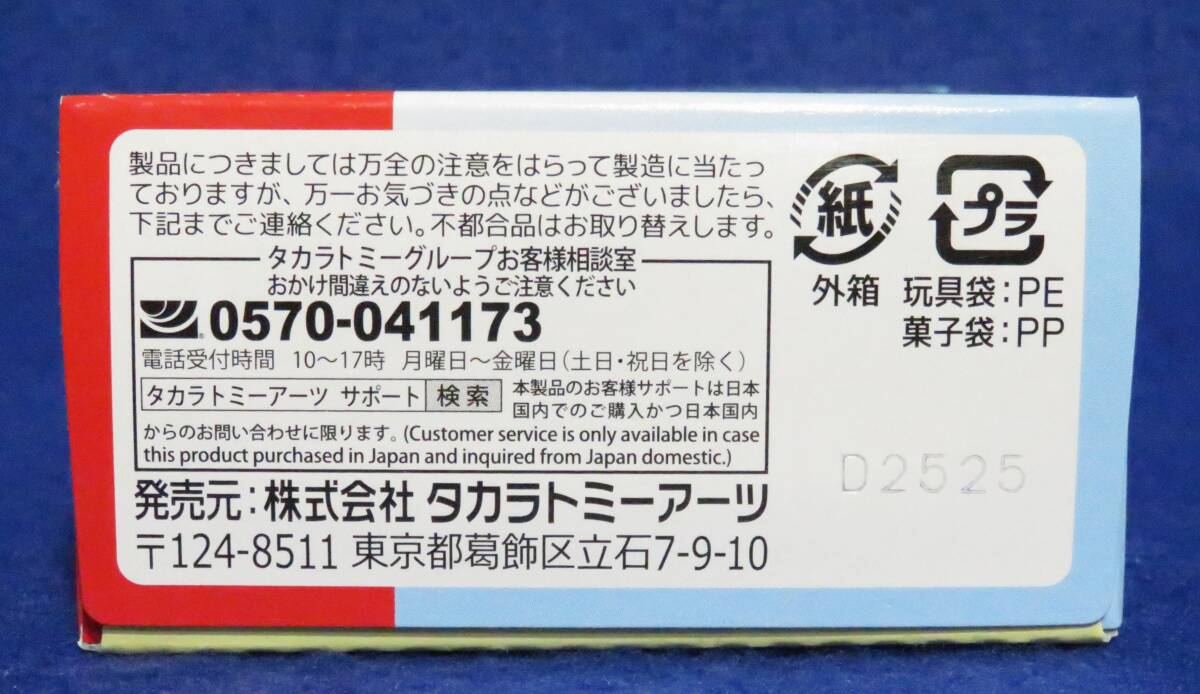 製品につきましては万全の注意をはらって製造に当たっ
ておりますが、万一お気づきの点などがございましたら、
下記までご連絡ください。不都合品はお取り替えします。
タカラトミーグループお客様相談室
おかけ間違えのないようご注意ください
0570-041173
電話受付時間 10〜17時 月曜日〜金曜日(土日・祝日を除く)
タカラトミーアーツ サポート 検索
本製品のお客様サポートは日本
国内でのご購入かつ日本国内
からのお問い合わせに限ります。(Customer service is only available in case
this product purchased in Japan and inquired from Japan domestic.)
発売元:株式会社 タカラトミーアーツ
〒124-8511 東京都葛飾区立石7-9-10
紙
外箱
プラ
玩具袋:PE
菓子袋:PP
D2525